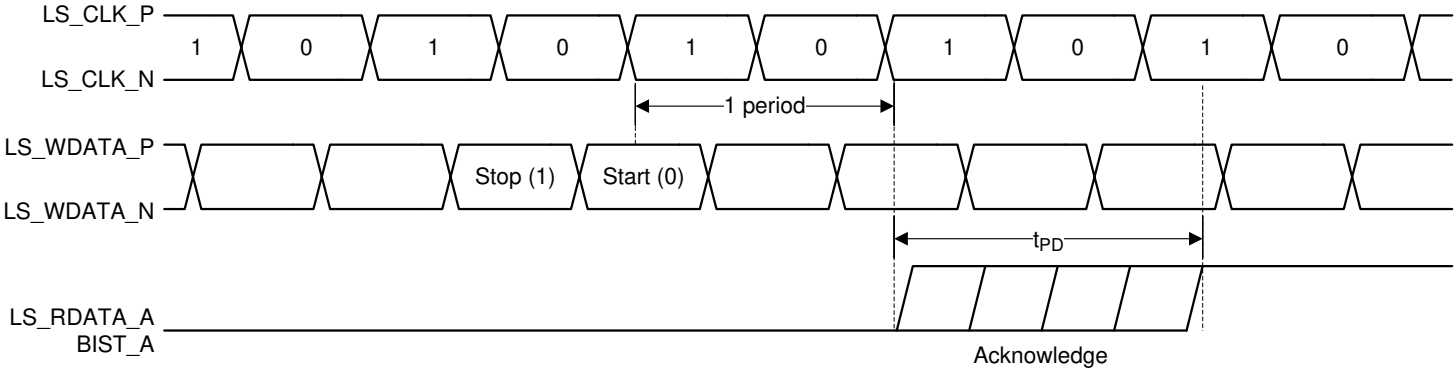 LS_CLK_P
1 0 1 0 1 0 1 0 1 0
LS_CLK_N
1 period
LS_WDATA_P
Stop (1) Start (0)
LS_WDATA_N
tPD
LS_RDATA_A
BIST_A
Acknowledge